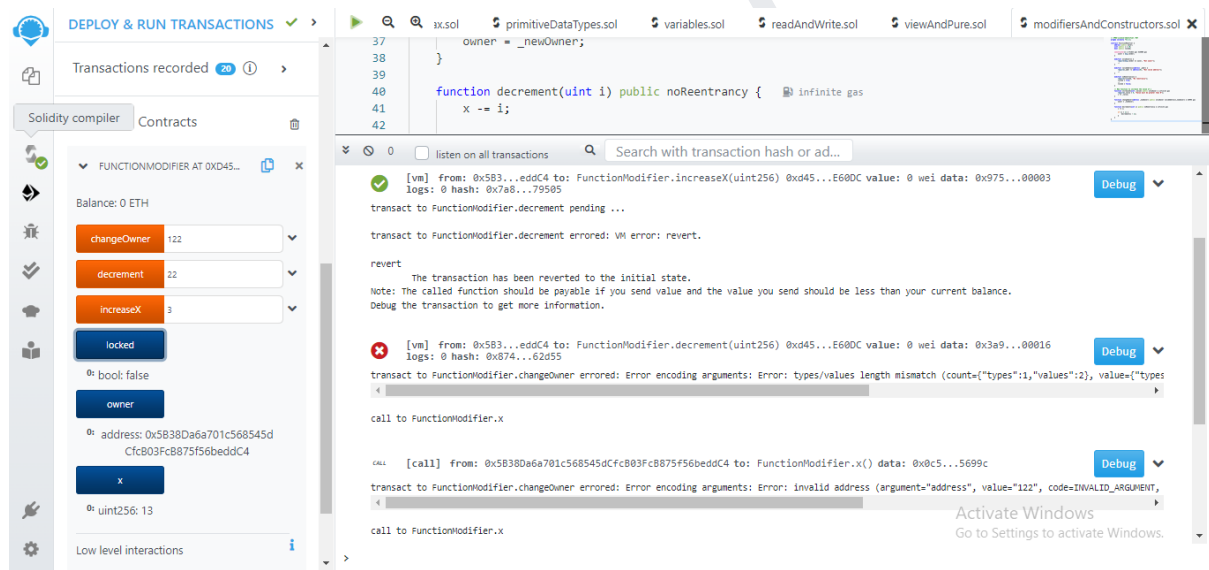 DEPLOY & RUN TRANSACTIONS
Transactions recorded 20 i
Solidity compiler
Contracts
FUNCTIONMODIFIER AT 0XD45...
Balance: 0 ETH
changeOwner 122
decrement 22
increaseX 3
locked
0: bool: false
owner
0: address: 0x5B38Da6a701c568545d
CfcB03FcB875f56beddC4
x
0: uint256: 13
Low level interactions i
ax.sol primitiveDataTypes.sol variables.sol readAndWrite.sol viewAndPure.sol modifiersAndConstructors.sol
37 owner = _newOwner;
38 }
39
40 function decrement(uint i) public noReentrancy { infinite gas
41 x -= i;
42
0 listen on all transactions Search with transaction hash or ad...
[vm] from: 0x5B3...eddC4 to: FunctionModifier.increaseX(uint256) 0xd45...E60DC value: 0 wei data: 0x975...00003
logs: 0 hash: 0x7a8...79505
Debug
transact to FunctionModifier.decrement pending ...
transact to FunctionModifier.decrement errored: VM error: revert.
revert
The transaction has been reverted to the initial state.
Note: The called function should be payable if you send value and the value you send should be less than your current balance.
Debug the transaction to get more information.
[vm] from: 0x5B3...eddC4 to: FunctionModifier.decrement(uint256) 0xd45...E60DC value: 0 wei data: 0x3a9...00016
logs: 0 hash: 0x874...62d55
Debug
transact to FunctionModifier.changeOwner errored: Error encoding arguments: Error: types/values length mismatch (count={"types":1,"values":2}, value={"types
call to FunctionModifier.x
CALL [call] from: 0x5B38Da6a701c568545dCfcB03FcB875f56beddC4 to: FunctionModifier.x() data: 0x0c5...5699c
Debug
transact to FunctionModifier.changeOwner errored: Error encoding arguments: Error: invalid address (argument="address", value="122", code=INVALID_ARGUMENT,
call to FunctionModifier.x
>
Activate Windows
Go to Settings to activate Windows.